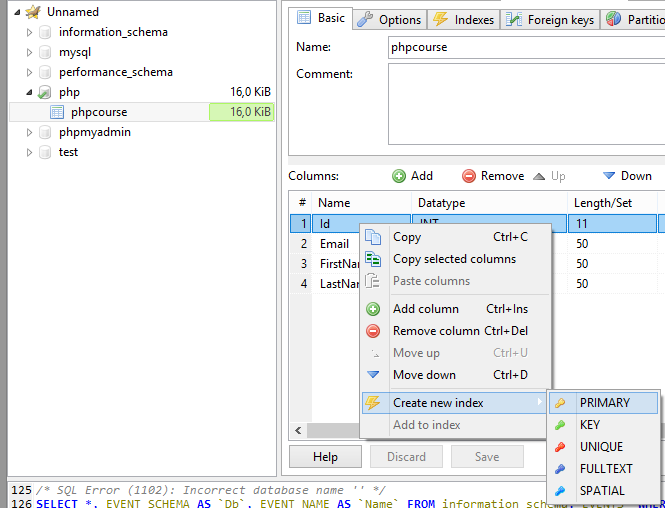 Unnamed
information_schema
mysql
performance_schema
php 16,0 KiB
phpcourse 16,0 KiB
phpmyadmin
test
Basic Options Indexes Foreign keys
Name: phpcourse
Comment:
Columns: Add Remove Up Down
# Name Datatype Length/Set
1 Id INT 11
2 Email 50
3 50
4 50
Copy Ctrl+C
Copy selected columns
Paste columns
Add column Ctrl+Ins
Remove column Ctrl+Del
Move up Ctrl+U
Move down Ctrl+D
Create new index
Add to index
PRIMARY
KEY
UNIQUE
FULLTEXT
SPATIAL
Help Discard Save
125 /* SQL Error (1102): Incorrect database name '' */
126 SELECT *, EVENT_SCHEMA AS `Db`, EVENT_NAME AS `Name` FROM information_schema.`EVENTS` WHERE